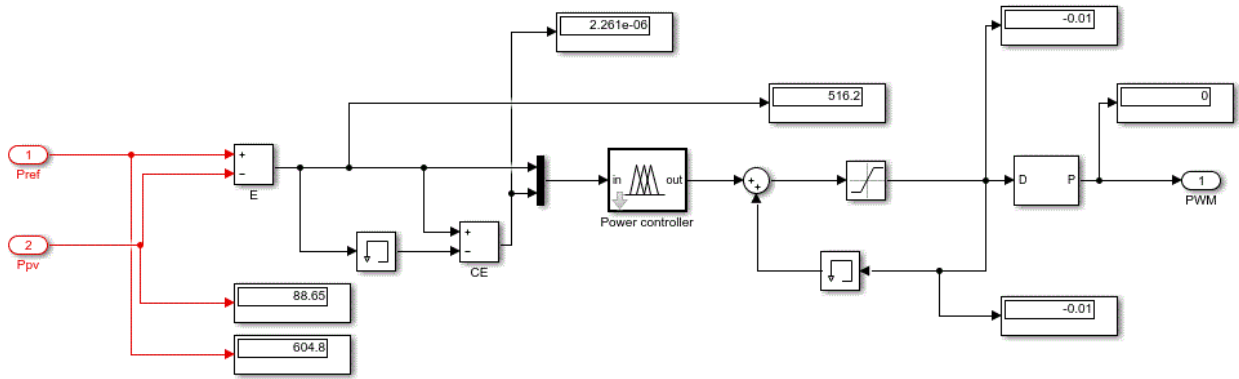 2.261e-06
-0.01
516.2
0
1
Pref
+
−
E
in
out
Power controller
+
+
D
P
1
PWM
2
Ppv
+
−
CE
88.65
-0.01
604.8